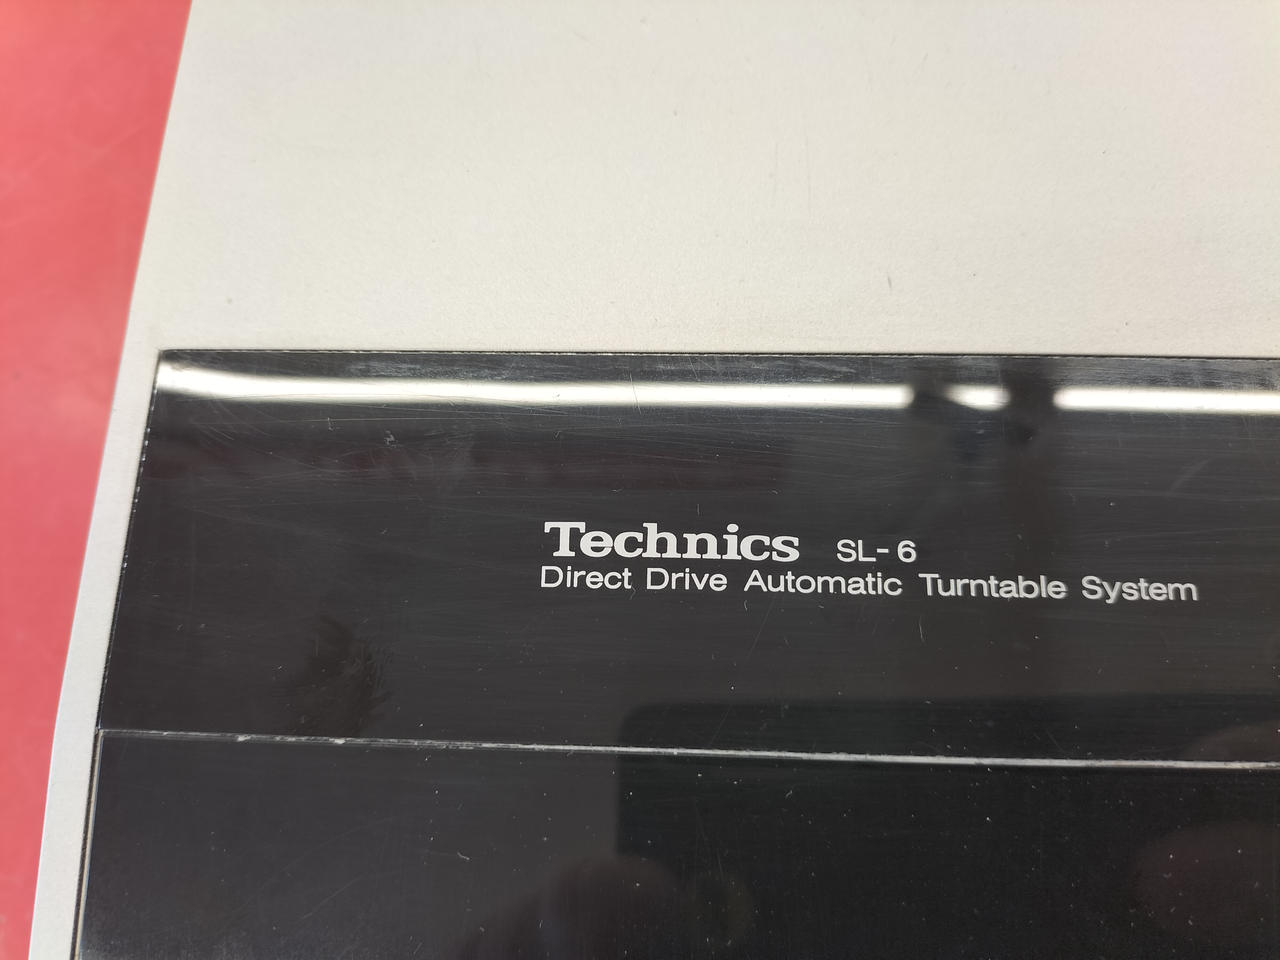 Technics SL-6
Direct Drive Automatic Turntable System